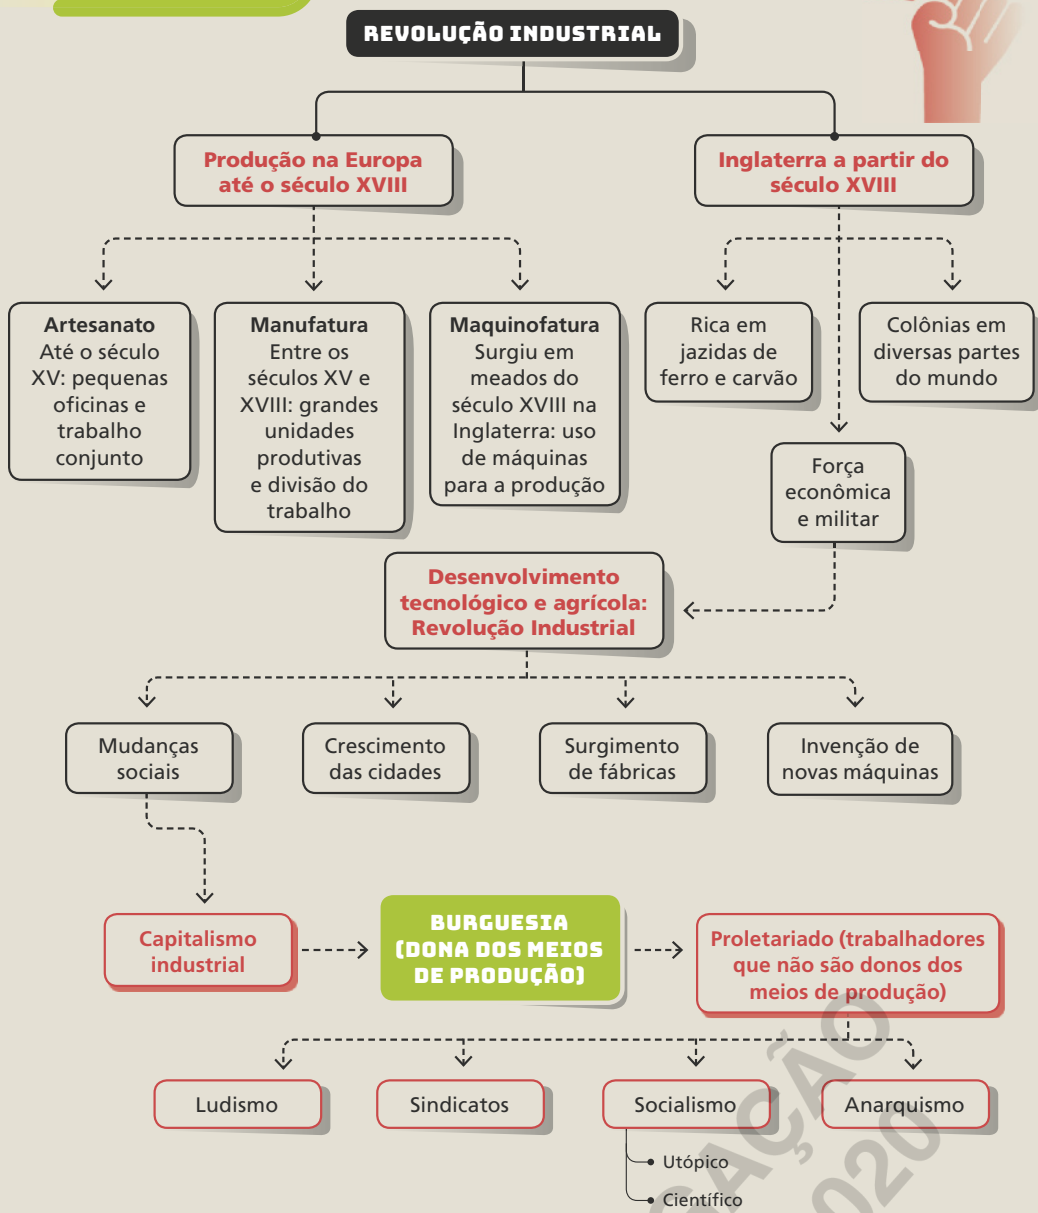 REVOLUÇÃO INDUSTRIAL
Produção na Europa
até o século XVIII
Inglaterra a partir do
século XVIII
Artesanato
Até o século
XV: pequenas
oficinas e
trabalho
conjunto
Manufatura
Entre os
séculos XV e
XVIII: grandes
unidades
produtivas
e divisão do
trabalho
Maquinofatura
Surgiu em
meados do
século XVIII na
Inglaterra: uso
de máquinas
para a produção
Rica em
jazidas de
ferro e carvão
Colônias em
diversas partes
do mundo
Força
econômica
e militar
Desenvolvimento
tecnológico e agrícola:
Revolução Industrial
Mudanças
sociais
Crescimento
das cidades
Surgimento
de fábricas
Invenção de
novas máquinas
Capitalismo
industrial
BURGUESIA
(DONA DOS MEIOS
DE PRODUÇÃO)
Proletariado (trabalhadores
que não são donos dos
meios de produção)
Ludismo
Sindicatos
Socialismo
Anarquismo
Utópico
Científico